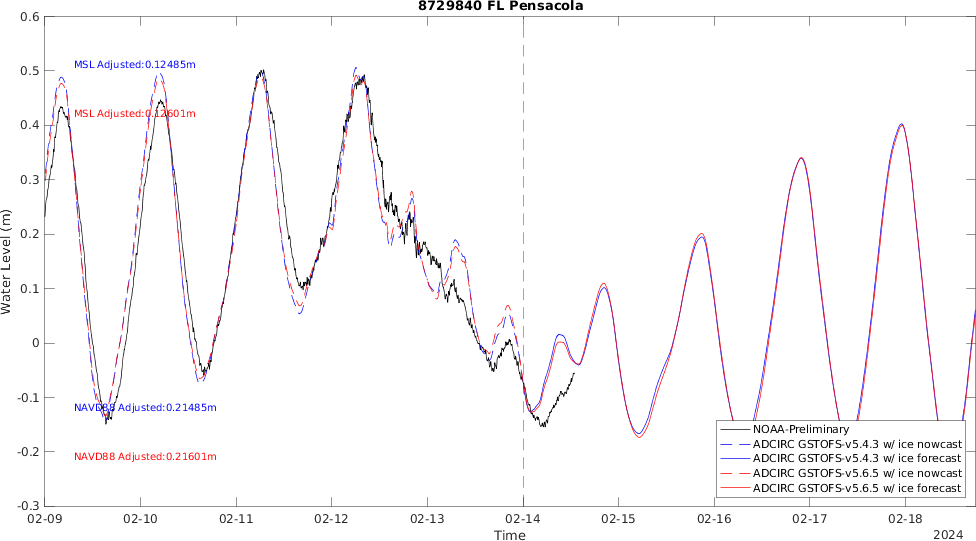 8729840 FL Pensacola
0.6
0.5
0.4
0.3
0.2
0.1
0
-0.1
-0.2
-0.3
Water Level (m)
MSL Adjusted:0.12485m
MSL Adjusted:0.12601m
NAVD88 Adjusted:0.21485m
NAVD88 Adjusted:0.21601m
NOAA-Preliminary
ADCIRC GSTOFS-v5.4.3 w/ ice nowcast
ADCIRC GSTOFS-v5.4.3 w/ ice forecast
ADCIRC GSTOFS-v5.6.5 w/ ice nowcast
ADCIRC GSTOFS-v5.6.5 w/ ice forecast
02-09 02-10 02-11 02-12 02-13 02-14 02-15 02-16 02-17 02-18
Time
2024